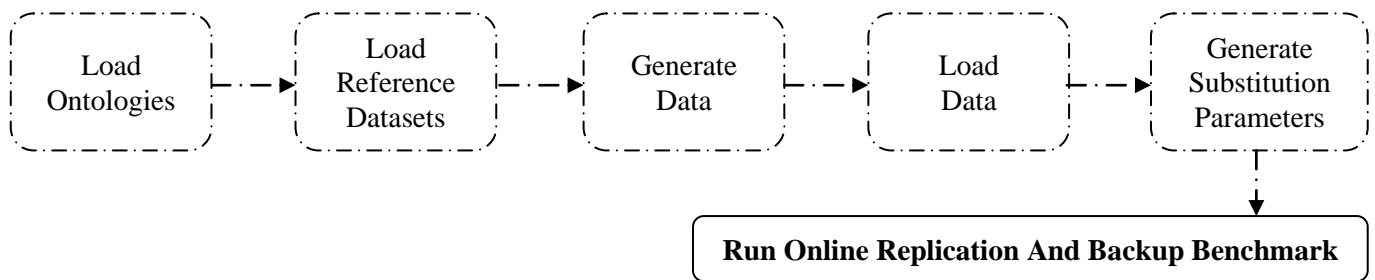 Load
Ontologies
Load
Reference
Datasets
Generate
Data
Load
Data
Generate
Substitution
Parameters
Run Online Replication And Backup Benchmark